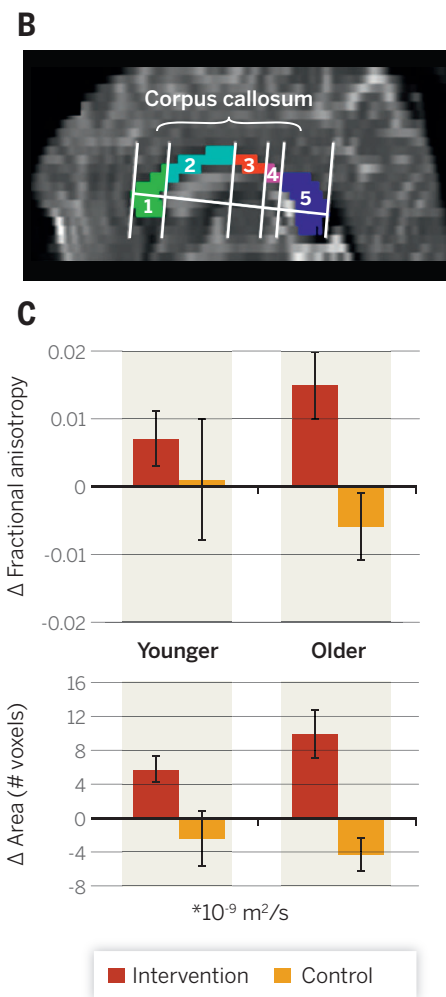 B
Corpus callosum
1
2
3
4
5
C
Δ Fractional anisotropy
0.02
0.01
0
-0.01
-0.02
Younger Older
Δ Area (# voxels)
16
12
8
4
0
-4
-8
*10⁻⁹ m²/s
Intervention Control